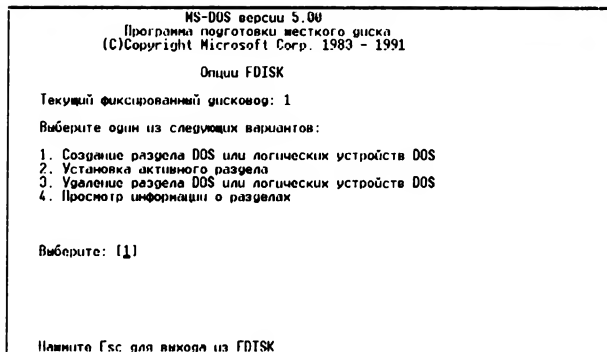 MS-DOS версии 5.00
Программа подготовки жесткого диска
(C)Copyright Microsoft Corp. 1983 - 1991
Опции FDISK
Текущий фиксированный дисковод: 1
Выберите один из следующих вариантов:
1. Создание раздела DOS или логических устройств DOS
2. Установка активного раздела
3. Удаление раздела DOS или логических устройств DOS
4. Просмотр информации о разделах
Выберите: [1]
Нажмите Esc для выхода из FDISK